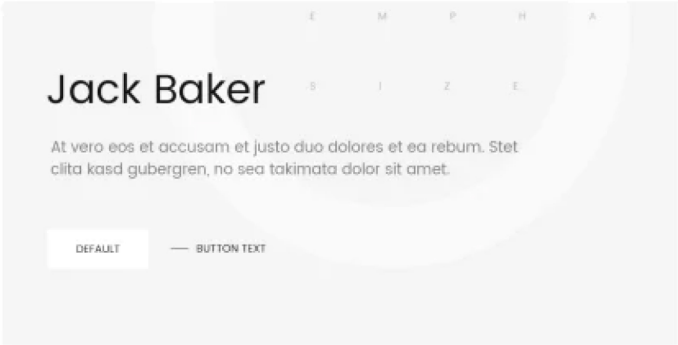 E M P H A
S I Z E
Jack Baker
At vero eos et accusam et justo duo dolores et ea rebum. Stet
clita kasd gubergren, no sea takimata dolor sit amet.
DEFAULT
BUTTON TEXT